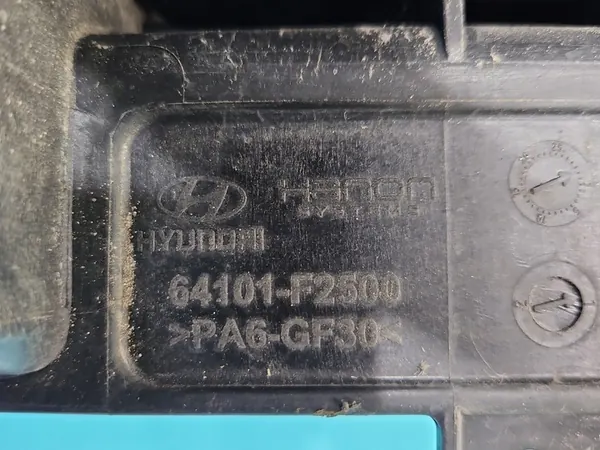 HANON
SYSTEMS
HYUNDAI
64101-F2500
>PA6-GF30<